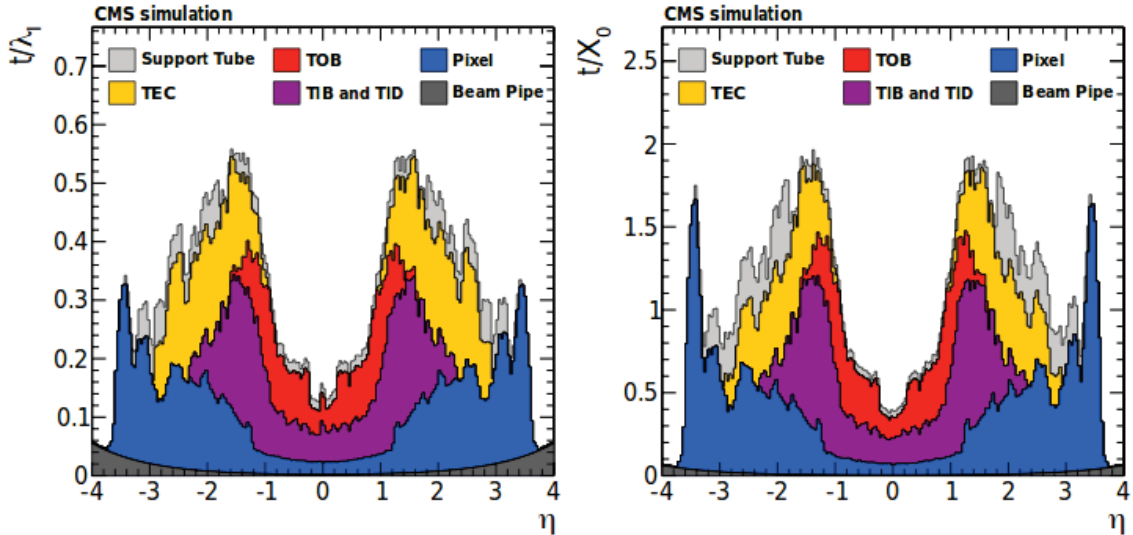 CMS simulation
t/λI
Support Tube TOB Pixel
TEC TIB and TID Beam Pipe
0.7
0.6
0.5
0.4
0.3
0.2
0.1
0
-4 -3 -2 -1 0 1 2 3 4
η
CMS simulation
t/X0
Support Tube TOB Pixel
TEC TIB and TID Beam Pipe
2.5
2
1.5
1
0.5
0
-4 -3 -2 -1 0 1 2 3 4
η